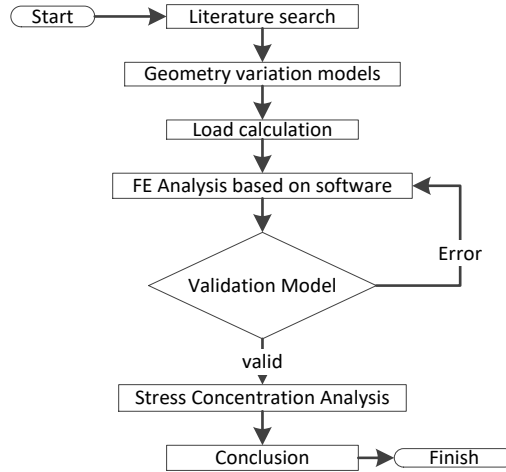 Start
Literature search
Geometry variation models
Load calculation
FE Analysis based on software
Validation Model
Error
valid
Stress Concentration Analysis
Conclusion
Finish